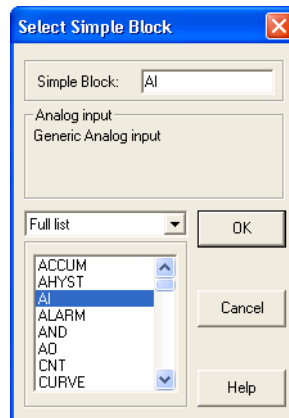 Select Simple Block
Simple Block: AI
Analog input
Generic Analog input
Full list
OK
ACCUM
AHYST
AI
ALARM
AND
AO
CNT
CURVE
Cancel
Help